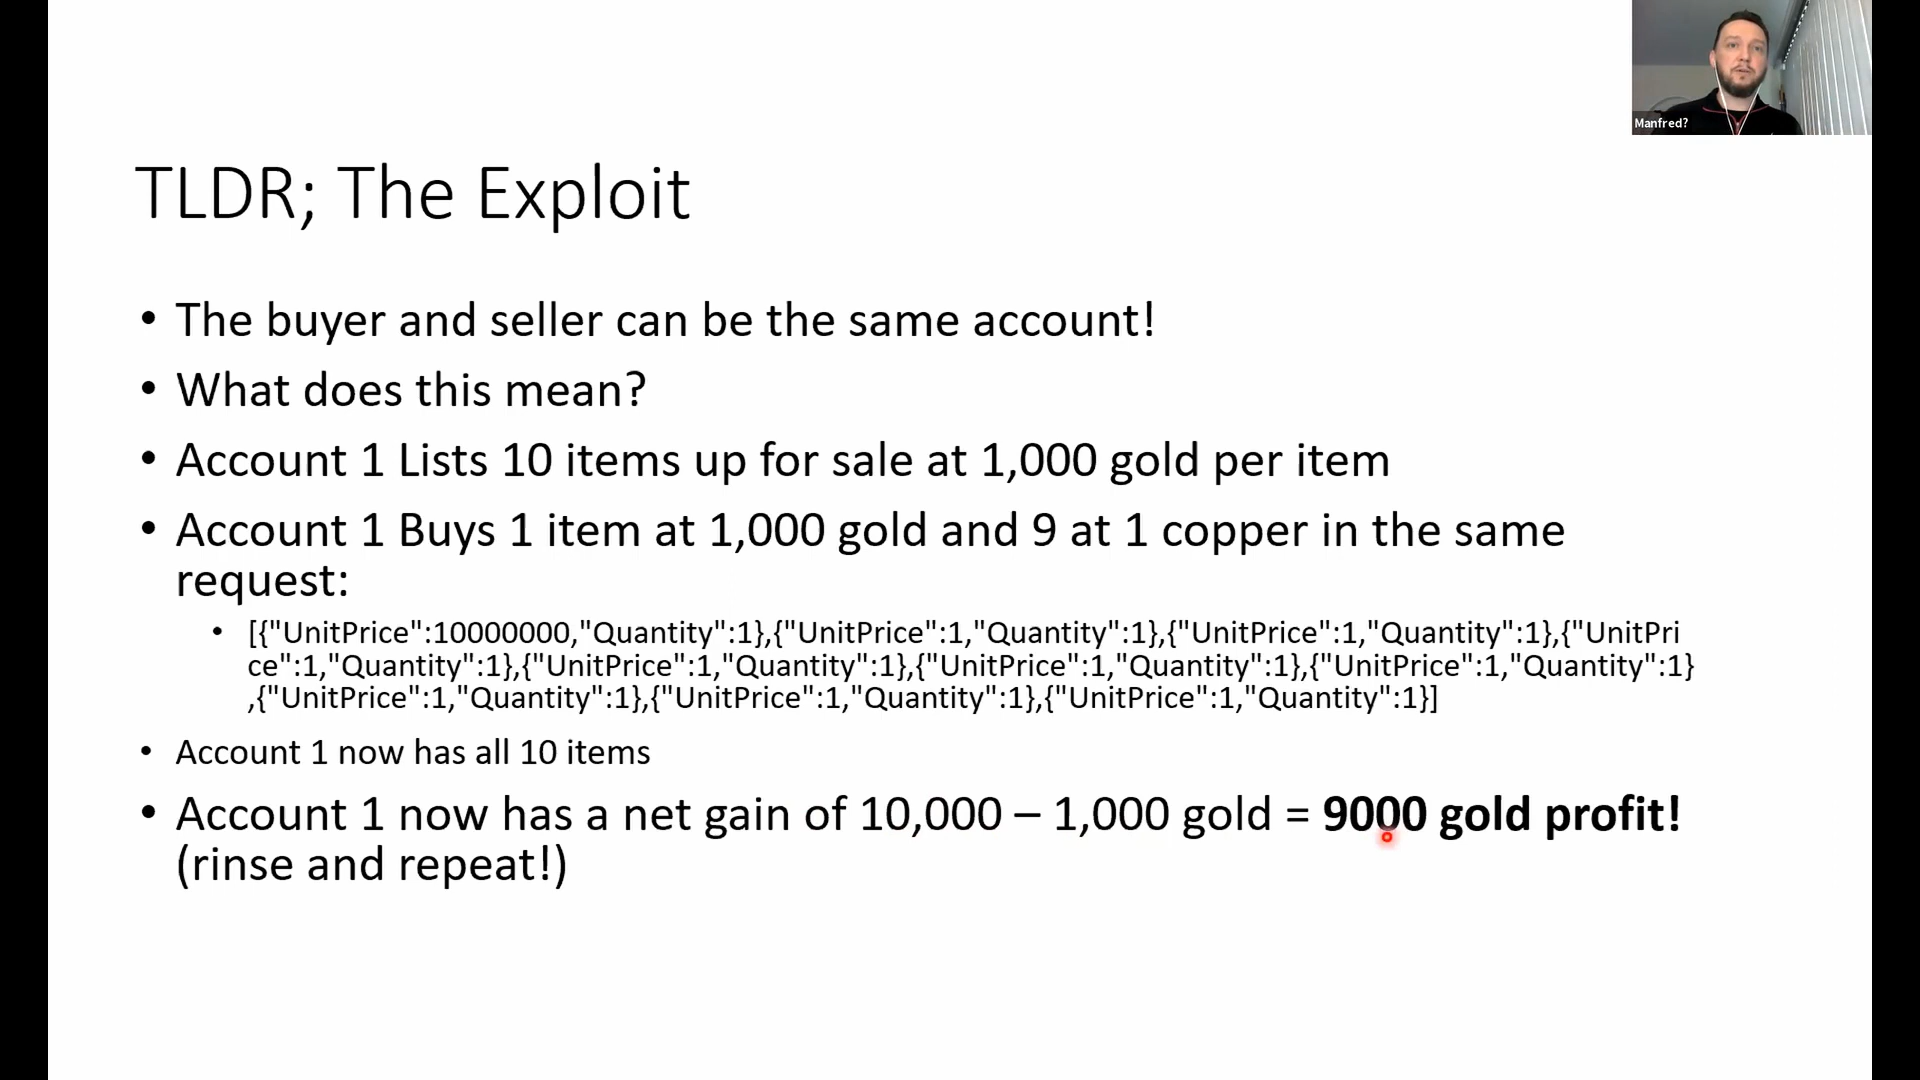 Manfred?
TLDR; The Exploit
• The buyer and seller can be the same account!
• What does this mean?
• Account 1 Lists 10 items up for sale at 1,000 gold per item
• Account 1 Buys 1 item at 1,000 gold and 9 at 1 copper in the same
request:
• [{"UnitPrice":10000000,"Quantity":1},{"UnitPrice":1,"Quantity":1},{"UnitPrice":1,"Quantity":1},{"UnitPri
ce":1,"Quantity":1},{"UnitPrice":1,"Quantity":1},{"UnitPrice":1,"Quantity":1},{"UnitPrice":1,"Quantity":1}
,{"UnitPrice":1,"Quantity":1},{"UnitPrice":1,"Quantity":1},{"UnitPrice":1,"Quantity":1}]
• Account 1 now has all 10 items
• Account 1 now has a net gain of 10,000 – 1,000 gold = 9000 gold profit!
(rinse and repeat!)